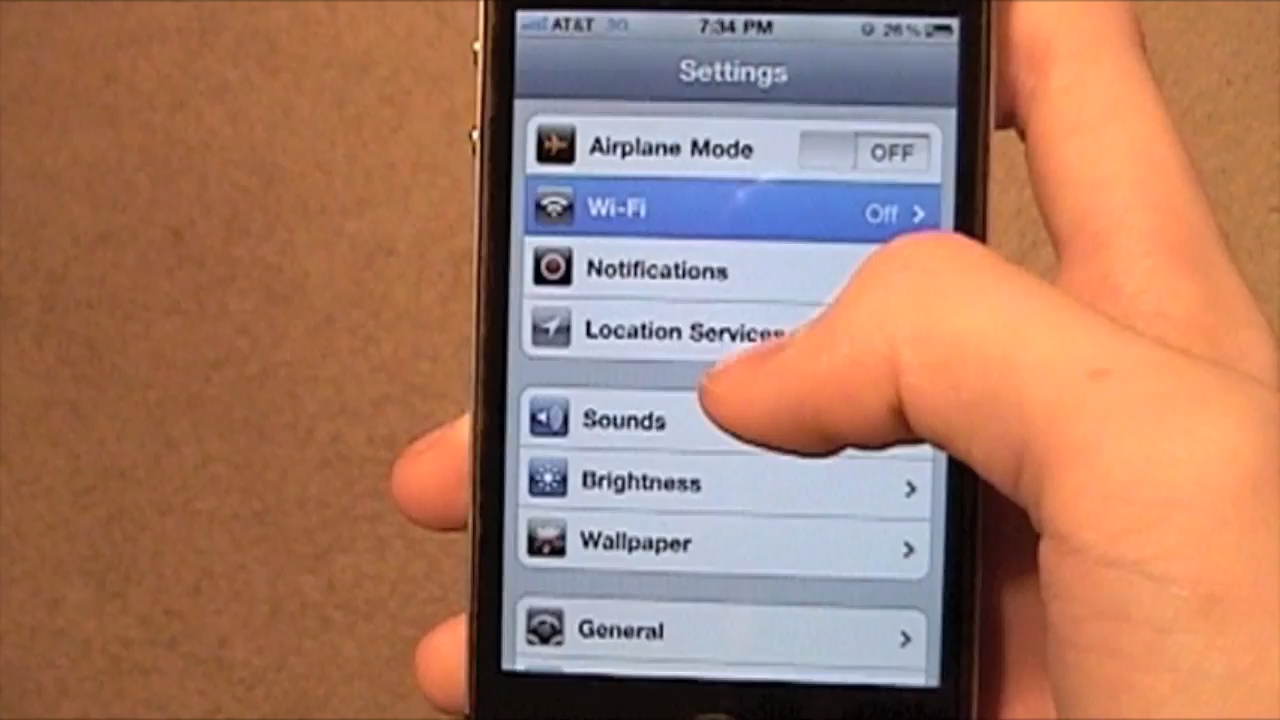 AT&T 3G 7:34 PM 26%
Settings
Airplane Mode OFF
Wi-Fi Off
Notifications
Location Services
Sounds
Brightness
Wallpaper
General